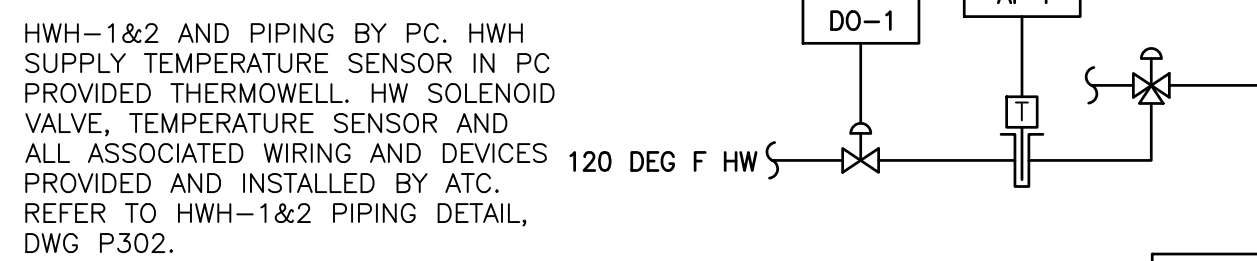 HWH-1&2 AND PIPING BY PC. HWH
SUPPLY TEMPERATURE SENSOR IN PC
PROVIDED THERMOWELL. HW SOLENOID
VALVE, TEMPERATURE SENSOR AND
ALL ASSOCIATED WIRING AND DEVICES
PROVIDED AND INSTALLED BY ATC.
REFER TO HWH-1&2 PIPING DETAIL,
DWG P302.
DO-1
T
120 DEG F HW